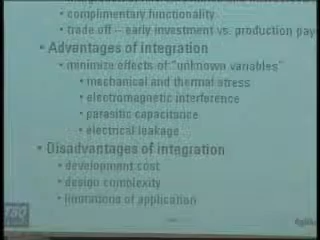 • complimentary functionality
• trade off – early investment vs. production pay
• Advantages of integration
• minimize effects of "unknown variables"
• mechanical and thermal stress
• electromagnetic interference
• parasitic capacitance
• electrical leakage
• Disadvantages of integration
• development cost
• design complexity
• limitations of application